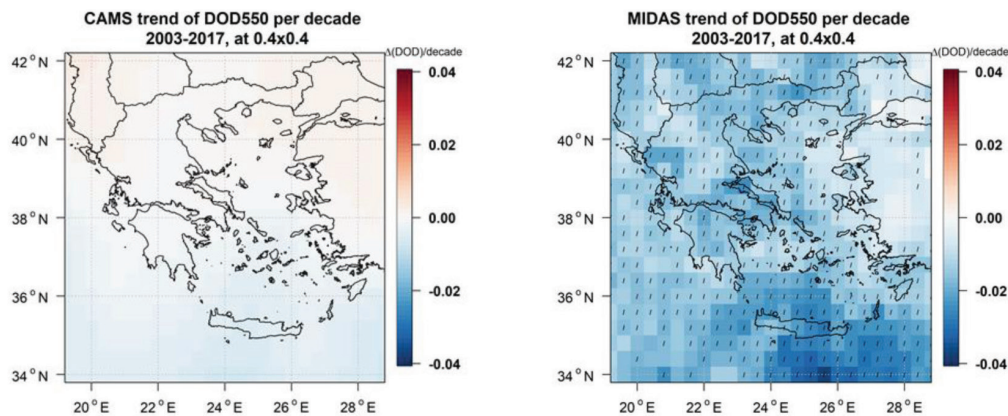 CAMS trend of DOD550 per decade
2003-2017, at 0.4x0.4
Δ(DOD)/decade
42°N
40°N
38°N
36°N
34°N
20°E
22°E
24°E
26°E
28°E
0.04
0.02
0.00
-0.02
-0.04
MIDAS trend of DOD550 per decade
2003-2017, at 0.4x0.4
Δ(DOD)/decade
42°N
40°N
38°N
36°N
34°N
20°E
22°E
24°E
26°E
28°E
0.04
0.02
0.00
-0.02
-0.04